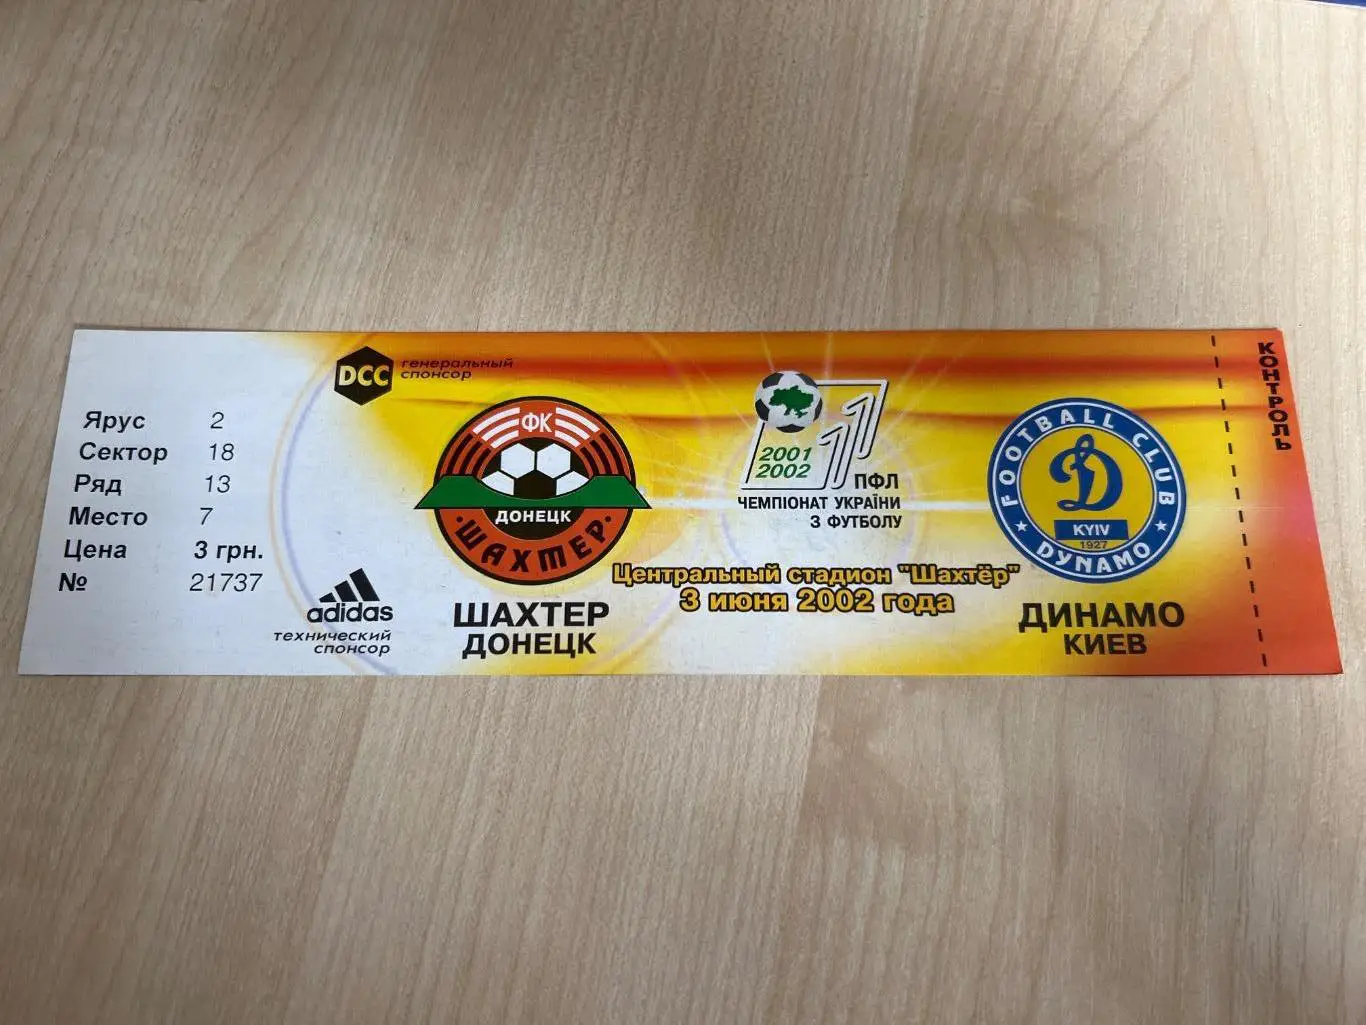 Ярус 2
Сектор 18
Ряд 13
Место 7
Цена 3 грн.
№ 21737
DCC генеральный
спонсор
adidas
технический
спонсор
ФК
ДОНЕЦК
·ШАХТЕР·
ШАХТЕР
ДОНЕЦК
2001
2002
11
ПФЛ
ЧЕМПІОНАТ УКРАЇНИ
З ФУТБОЛУ
Центральный стадион "Шахтёр"
3 июня 2002 года
FOOTBALL CLUB
D
KYIV
1927
★ DYNAMO ★
ДИНАМО
КИЕВ
КОНТРОЛЬ